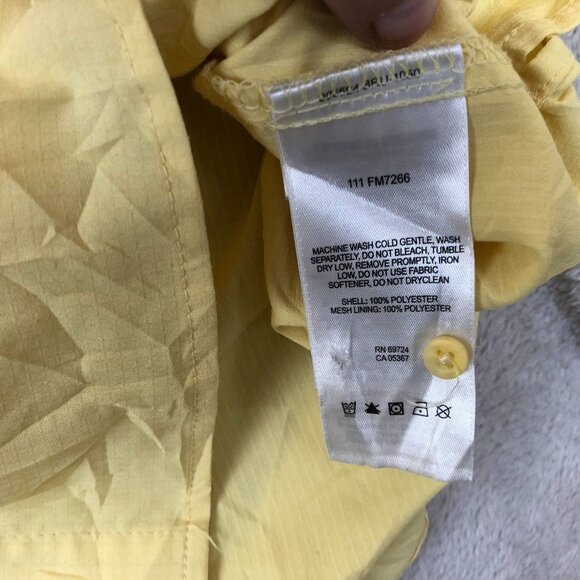 111 FM7266
MACHINE WASH COLD GENTLE, WASH
SEPARATELY, DO NOT BLEACH, TUMBLE
DRY LOW, REMOVE PROMPTLY, IRON
LOW, DO NOT USE FABRIC
SOFTENER, DO NOT DRYCLEAN
SHELL: 100% POLYESTER
MESH LINING: 100% POLYESTER
RN 69724
CA 05367